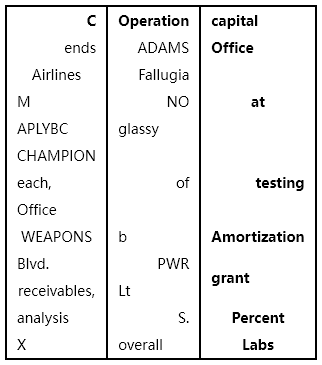 C
ends
Airlines
M
APLYBC
CHAMPION
each,
Office
WEAPONS
Blvd.
receivables,
analysis
X
Operation
ADAMS
Fallugia
NO
glassy
of
b
PWR
Lt
S.
overall
capital
Office
at
testing
Amortization
grant
Percent
Labs